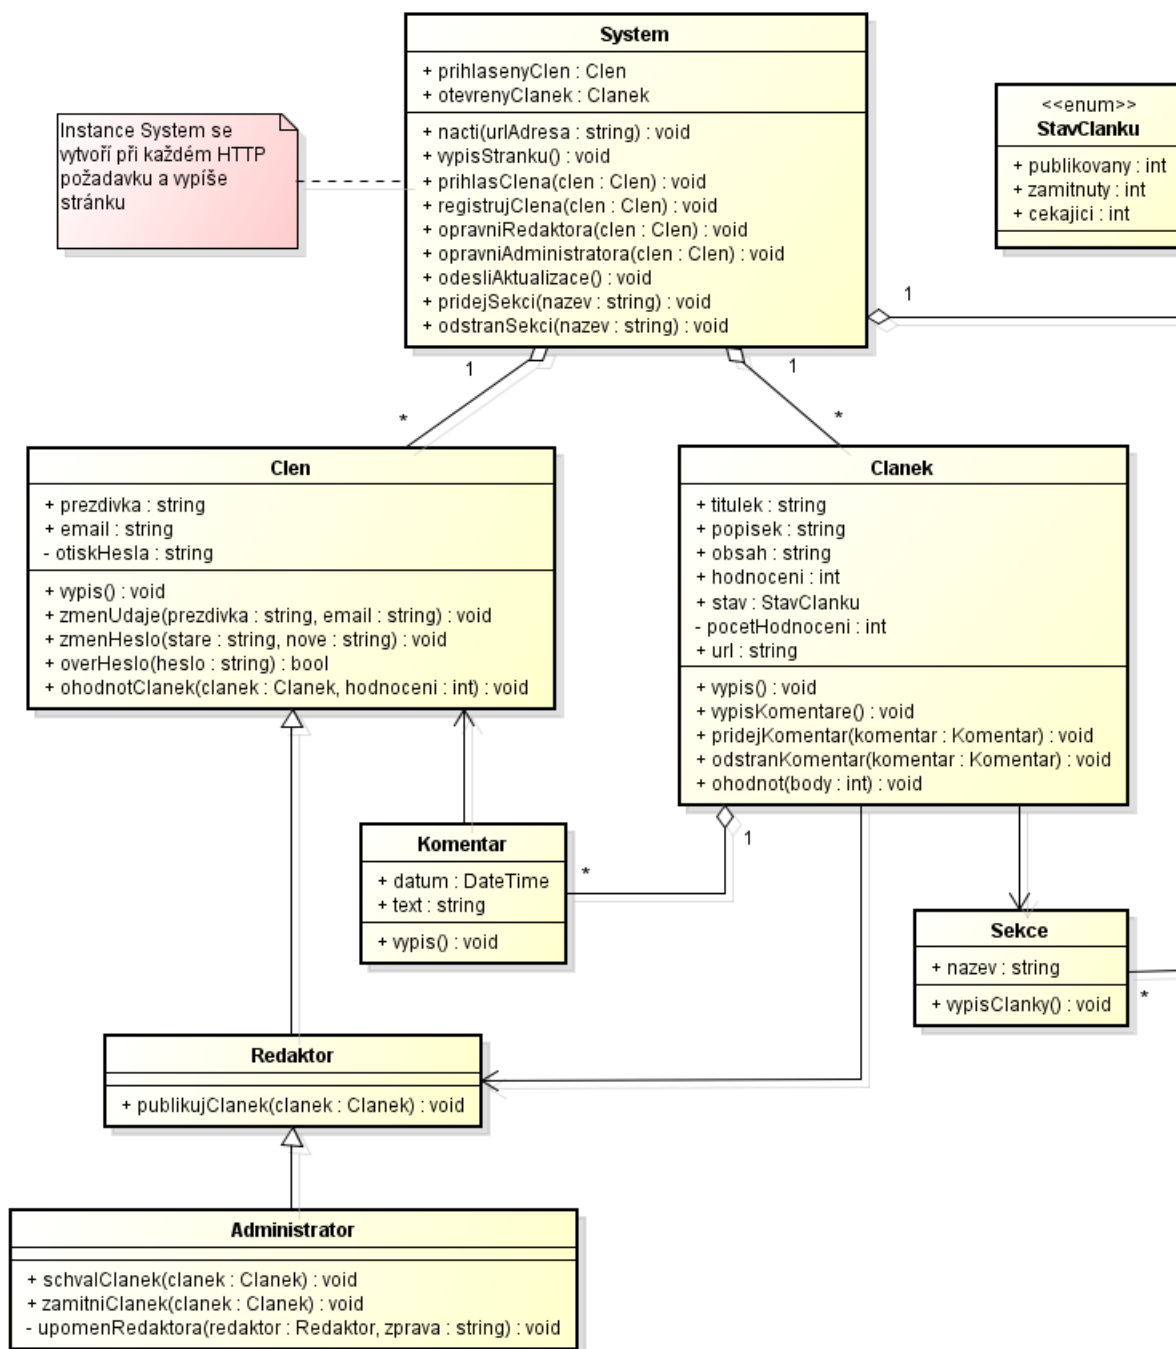 System
+ prihlasenyClen : Clen
+ otevrenyClanek : Clanek
+ nacti(urlAdresa : string) : void
+ vypisStranku() : void
+ prihlasClena(clen : Clen) : void
+ registrujClena(clen : Clen) : void
+ opravniRedaktora(clen : Clen) : void
+ opravniAdministratora(clen : Clen) : void
+ odesliAktualizace() : void
+ pridejSekci(nazev : string) : void
+ odstranSekci(nazev : string) : void
Instance System se
vytvoří při každém HTTP
požadavku a vypíše
stránku
<<enum>>
StavClanku
+ publikovany : int
+ zamitnuty : int
+ cekajici : int
1
1
1
*
*
Clen
+ prezdivka : string
+ email : string
- otiskHesla : string
+ vypis() : void
+ zmenUdaje(prezdivka : string, email : string) : void
+ zmenHeslo(stare : string, nove : string) : void
+ overHeslo(heslo : string) : bool
+ ohodnotClanek(clanek : Clanek, hodnoceni : int) : void
Clanek
+ titulek : string
+ popisek : string
+ obsah : string
+ hodnoceni : int
+ stav : StavClanku
- pocetHodnoceni : int
+ url : string
+ vypis() : void
+ vypisKomentare() : void
+ pridejKomentar(komentar : Komentar) : void
+ odstranKomentar(komentar : Komentar) : void
+ ohodnot(body : int) : void
Komentar
+ datum : DateTime
+ text : string
+ vypis() : void
*
1
Sekce
+ nazev : string
+ vypisClanky() : void
*
Redaktor
+ publikujClanek(clanek : Clanek) : void
Administrator
+ schvalClanek(clanek : Clanek) : void
+ zamitniClanek(clanek : Clanek) : void
- upomenRedaktora(redaktor : Redaktor, zprava : string) : void